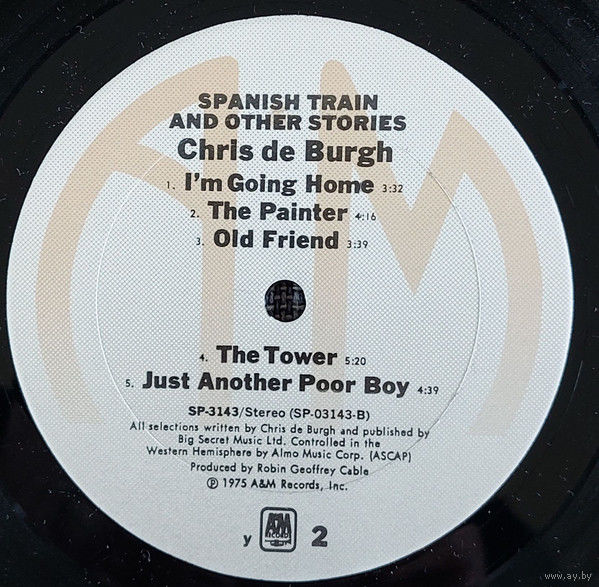 SPANISH TRAIN
AND OTHER STORIES
Chris de Burgh
1. I'm Going Home 3:32
2. The Painter 4:16
3. Old Friend 3:39
4. The Tower 5:20
5. Just Another Poor Boy 4:39
SP-3143/Stereo (SP-03143-B)
All selections written by Chris de Burgh and published by
Big Secret Music Ltd. Controlled in the
Western Hemisphere by Almo Music Corp. (ASCAP)
Produced by Robin Geoffrey Cable
℗ 1975 A&M Records, Inc.
y A&M RECORDS 2
www.ay.by